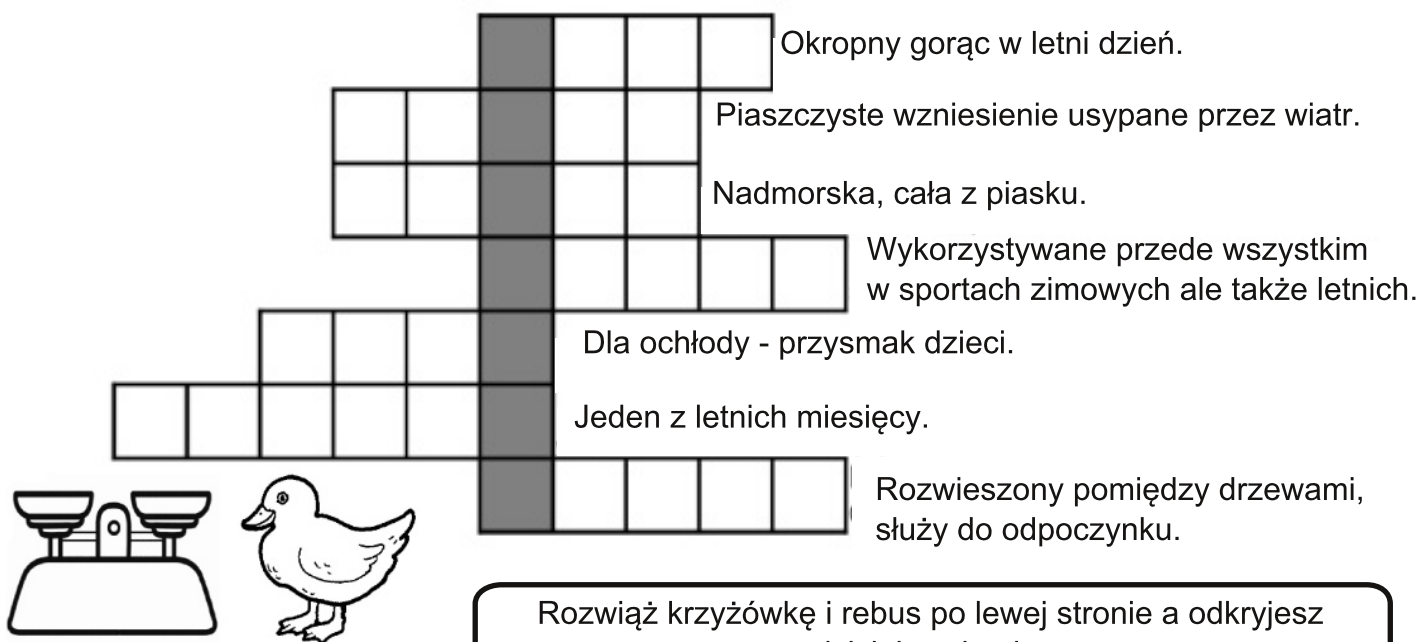 Okropny gorąc w letni dzień.
Piaszczyste wzniesienie usypane przez wiatr.
Nadmorska, cała z piasku.
Wykorzystywane przede wszystkim
w sportach zimowych ale także letnich.
Dla ochłody - przysmak dzieci.
Jeden z letnich miesięcy.
Rozwieszony pomiędzy drzewami,
służy do odpoczynku.
Rozwiąż krzyżówkę i rebus po lewej stronie a odkryjesz